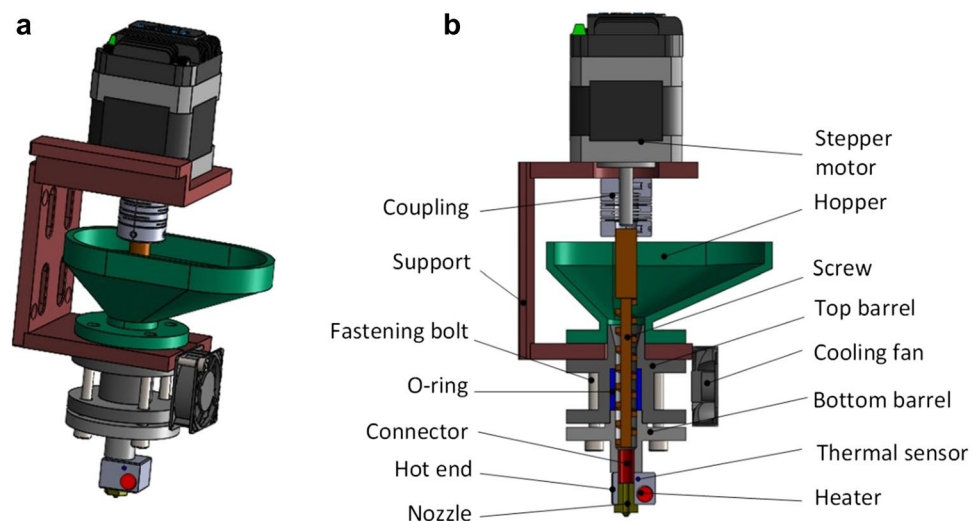 a
b
Stepper
motor
Coupling
Hopper
Support
Screw
Top barrel
Fastening bolt
Cooling fan
O-ring
Bottom barrel
Connector
Thermal sensor
Hot end
Heater
Nozzle